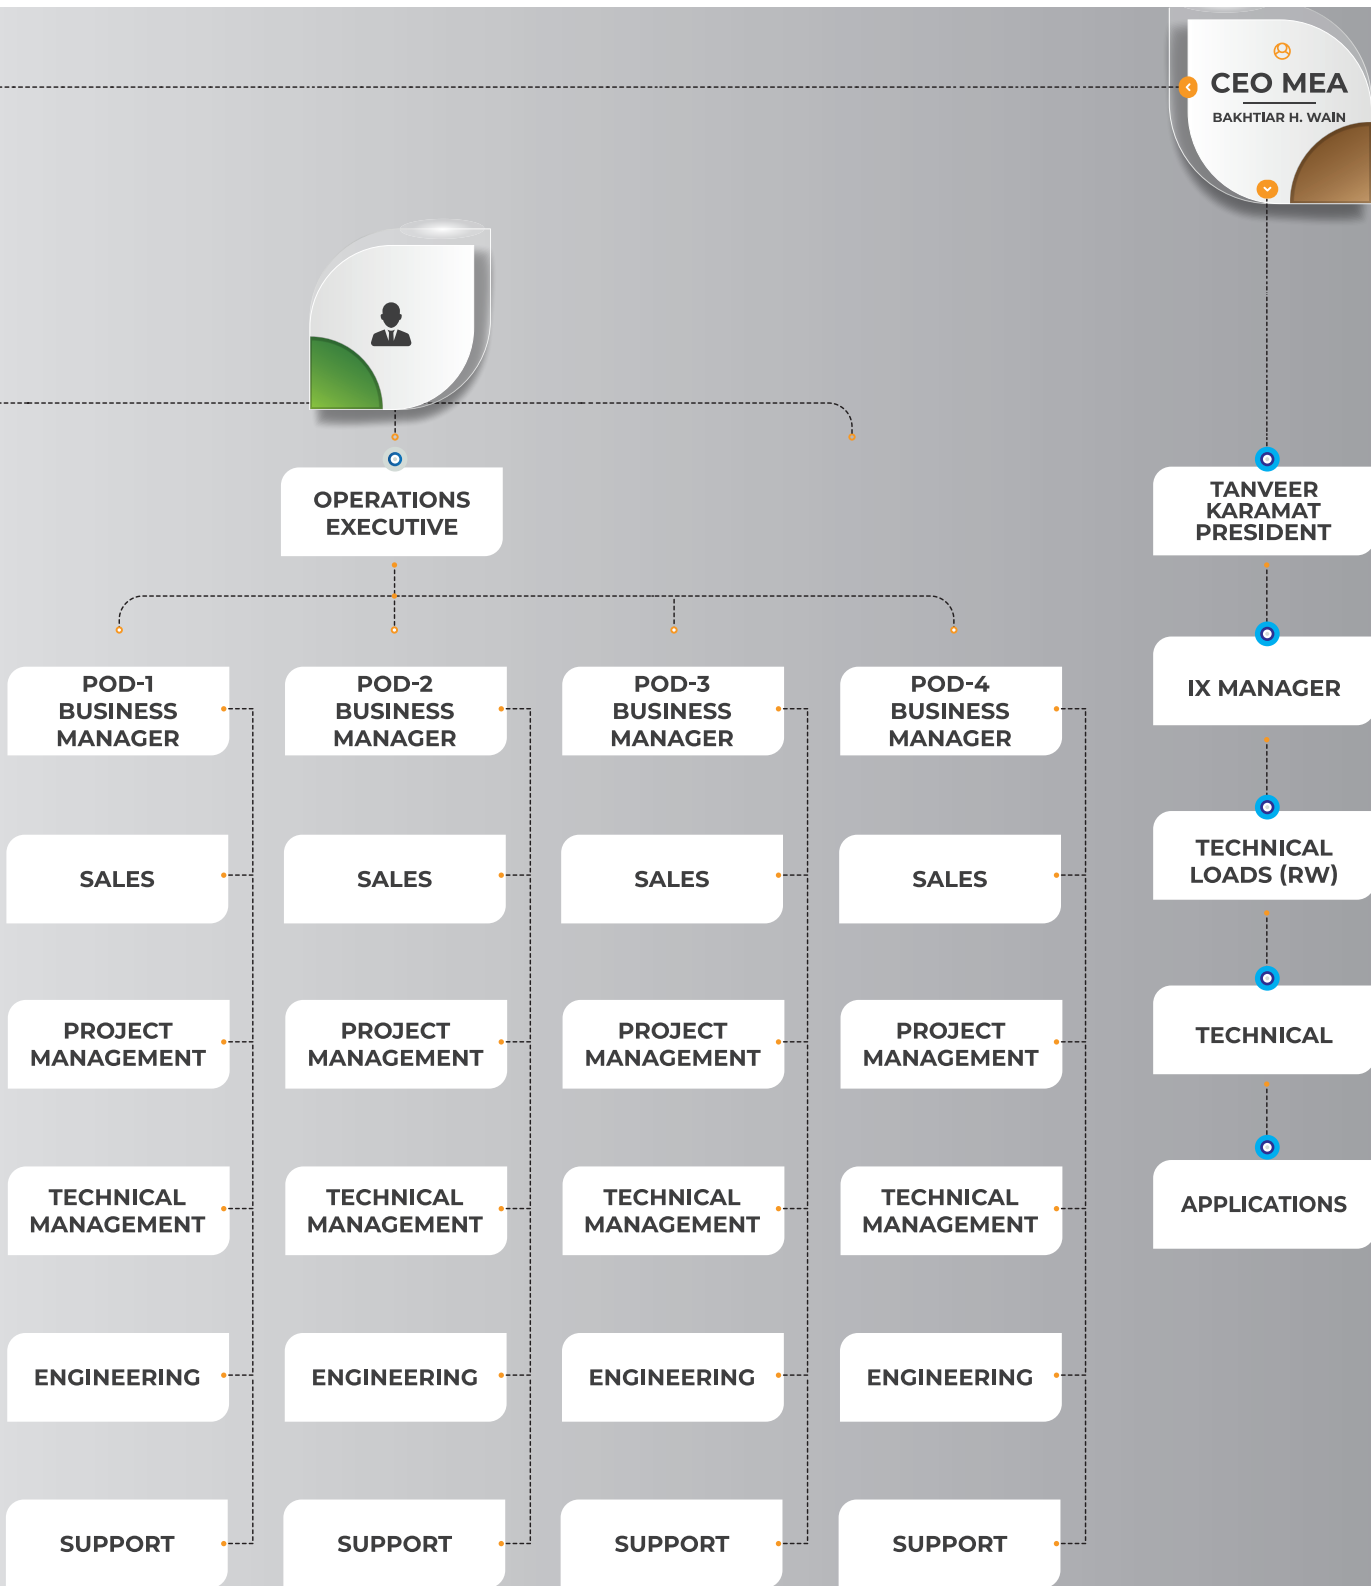 CEO MEA
BAKHTIAR H. WAIN
OPERATIONS
EXECUTIVE
TANVEER
KARAMAT
PRESIDENT
POD-1
BUSINESS
MANAGER
POD-2
BUSINESS
MANAGER
POD-3
BUSINESS
MANAGER
POD-4
BUSINESS
MANAGER
IX MANAGER
SALES
SALES
SALES
SALES
TECHNICAL
LOADS (RW)
PROJECT
MANAGEMENT
PROJECT
MANAGEMENT
PROJECT
MANAGEMENT
PROJECT
MANAGEMENT
TECHNICAL
TECHNICAL
MANAGEMENT
TECHNICAL
MANAGEMENT
TECHNICAL
MANAGEMENT
TECHNICAL
MANAGEMENT
APPLICATIONS
ENGINEERING
ENGINEERING
ENGINEERING
ENGINEERING
SUPPORT
SUPPORT
SUPPORT
SUPPORT